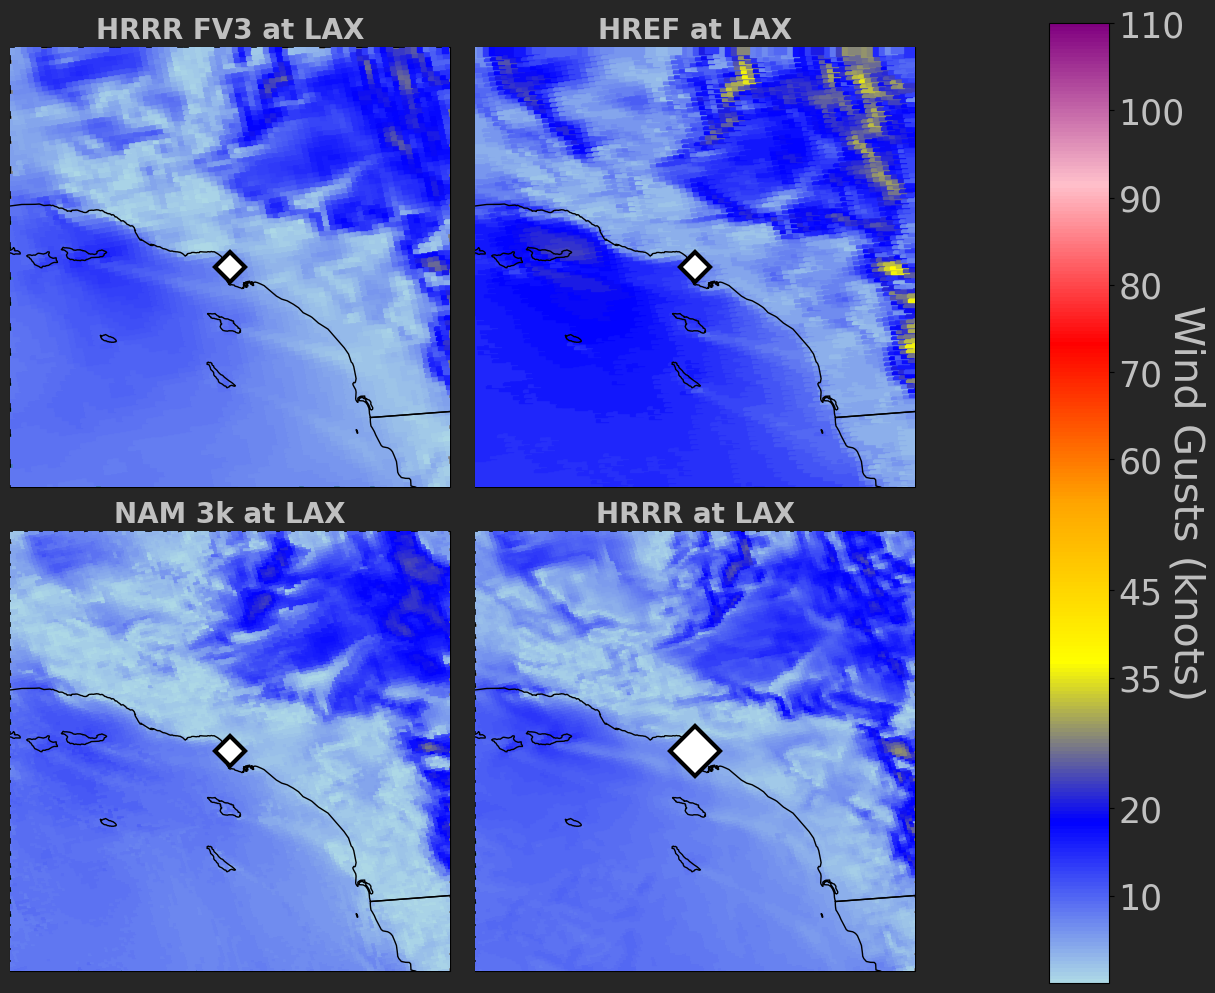 HRRR FV3 at LAX
HREF at LAX
NAM 3k at LAX
HRRR at LAX
110
100
90
80
70
60
45
35
20
10
Wind Gusts (knots)